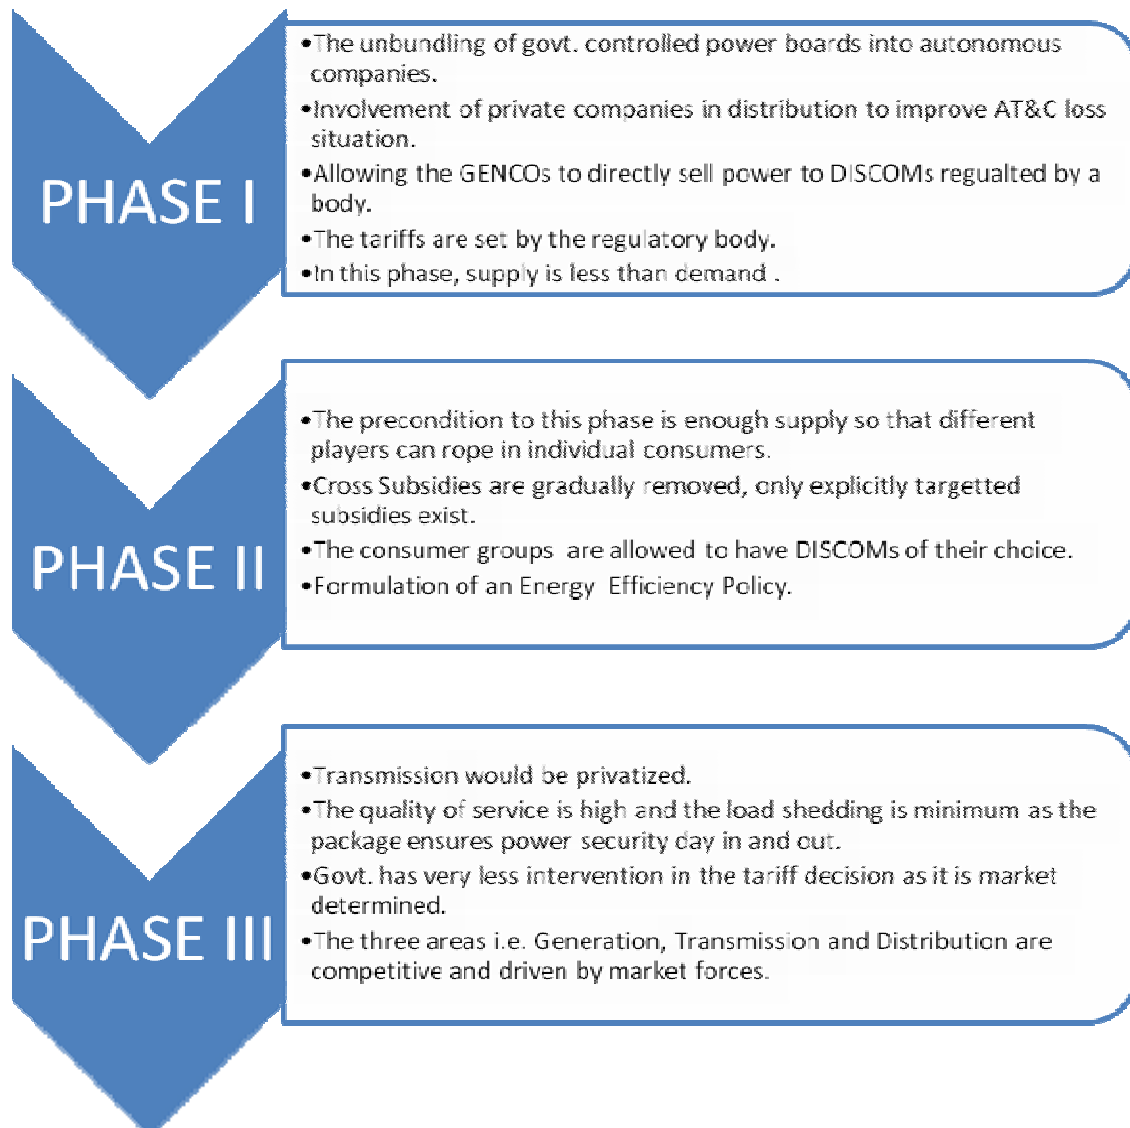 PHASE I
•The unbundling of govt. controlled power boards into autonomous
companies.
•Involvement of private companies in distribution to improve AT&C loss
situation.
•Allowing the GENCOs to directly sell power to DISCOMs regualted by a
body.
•The tariffs are set by the regulatory body.
•In this phase, supply is less than demand .
PHASE II
•The precondition to this phase is enough supply so that different
players can rope in individual consumers.
•Cross Subsidies are gradually removed, only explicitly targetted
subsidies exist.
•The consumer groups  are allowed to have DISCOMs of their choice.
•Formulation of an Energy  Efficiency Policy.
PHASE III
•Transmission would be privatized.
•The quality of service is high and the load shedding is minimum as the
package ensures power security day in and out.
•Govt. has very less intervention in the tariff decision as it is market
determined.
•The three areas i.e. Generation, Transmission and Distribution are
competitive and driven by market forces.